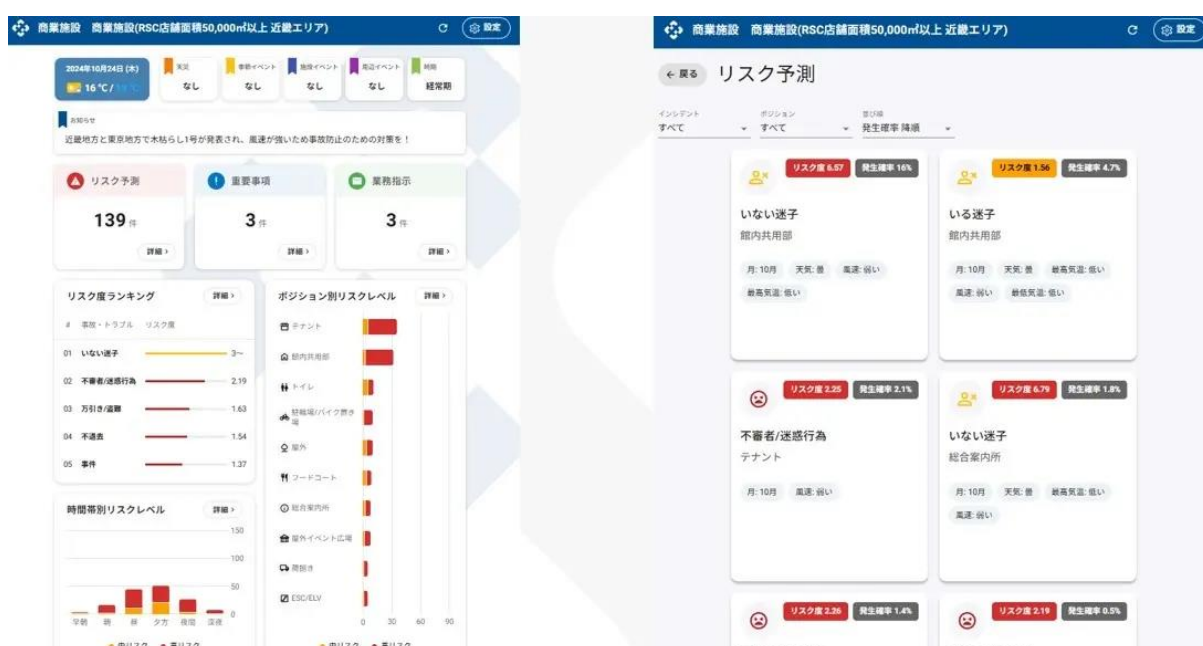 商業施設 商業施設(RSC店舗面積50,000㎡以上 近畿エリア)
設定
2024年10月24日 (木)
16 ℃ /
天災
なし
季節イベント
なし
施設イベント
なし
周辺イベント
なし
時期
経常期
お知らせ
近畿地方と東京地方で木枯らし1号が発表され、風速が強いため事故防止のための対策を!
リスク予測
139 件
詳細
重要事項
3 件
詳細
業務指示
3 件
詳細
リスク度ランキング
詳細
# 事故・トラブル リスク度
01 いない迷子 3~
02 不審者/迷惑行為 2.19
03 万引き/盗難 1.63
04 不退去 1.54
05 事件 1.37
時間帯別リスクレベル
詳細
150
100
50
0
早朝 朝 昼 夕方 夜間 深夜
中リスク 高リスク
ポジション別リスクレベル
詳細
テナント
館内共用部
トイレ
駐輪場/バイク置き場
屋外
フードコート
総合案内所
屋外イベント広場
荷捌き
ESC/ELV
0 30 60 90
中リスク 高リスク
商業施設 商業施設(RSC店舗面積50,000㎡以上 近畿エリア)
設定
戻る
リスク予測
インシデント
すべて
ポジション
すべて
並び順
発生確率 降順
リスク度 6.57 発生確率 16%
いない迷子
館内共用部
月: 10月 天気: 曇 風速: 弱い
最高気温: 低い
リスク度 1.56 発生確率 4.7%
いる迷子
館内共用部
月: 10月 天気: 曇 最高気温: 低い
風速: 弱い 最低気温: 低い
リスク度 2.25 発生確率 2.1%
不審者/迷惑行為
テナント
月: 10月 風速: 弱い
リスク度 6.79 発生確率 1.8%
いない迷子
総合案内所
月: 10月 天気: 曇 最高気温: 低い
風速: 弱い
リスク度 2.26 発生確率 1.4%
リスク度 2.19 発生確率 0.5%